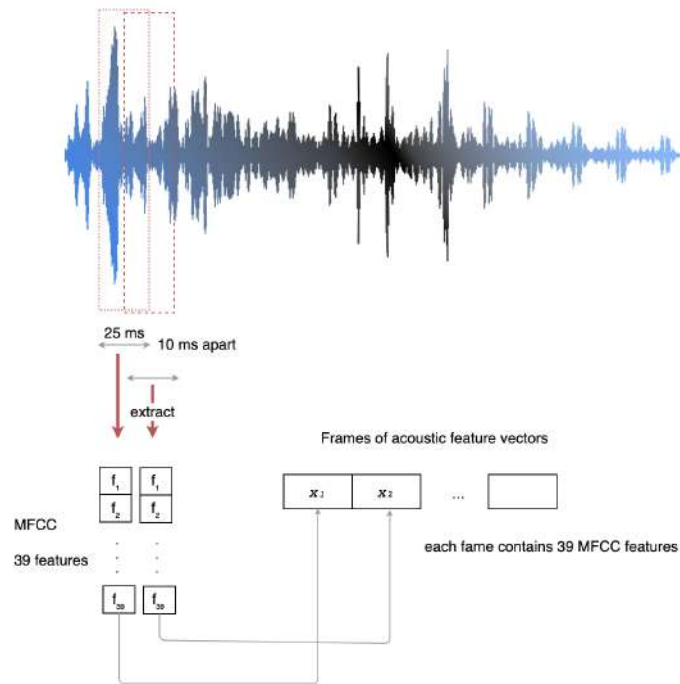 25 ms
10 ms apart
extract
Frames of acoustic feature vectors
f₁ f₁
x₁ x₂ ...
f₂ f₂
MFCC
each fame contains 39 MFCC features
39 features
f₃₉ f₃₉